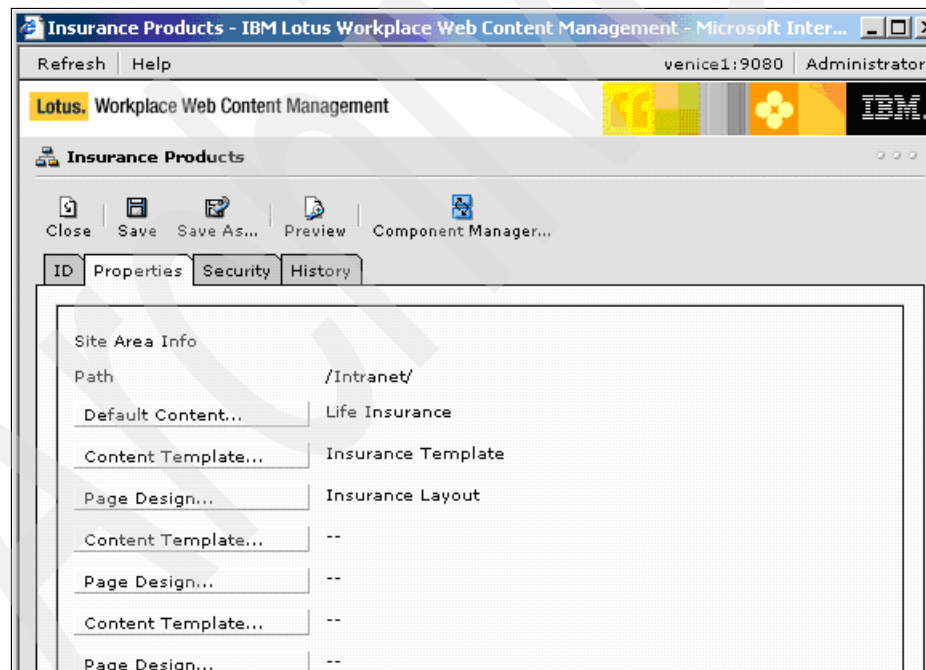 Insurance Products - IBM Lotus Workplace Web Content Management - Microsoft Inter...
Refresh Help venice1:9080 Administrator
Lotus. Workplace Web Content Management IBM.
Insurance Products
Close Save Save As... Preview Component Manager...
ID Properties Security History
Site Area Info
Path /Intranet/
Default Content... Life Insurance
Content Template... Insurance Template
Page Design... Insurance Layout
Content Template... --
Page Design... --
Content Template... --
Page Design... --